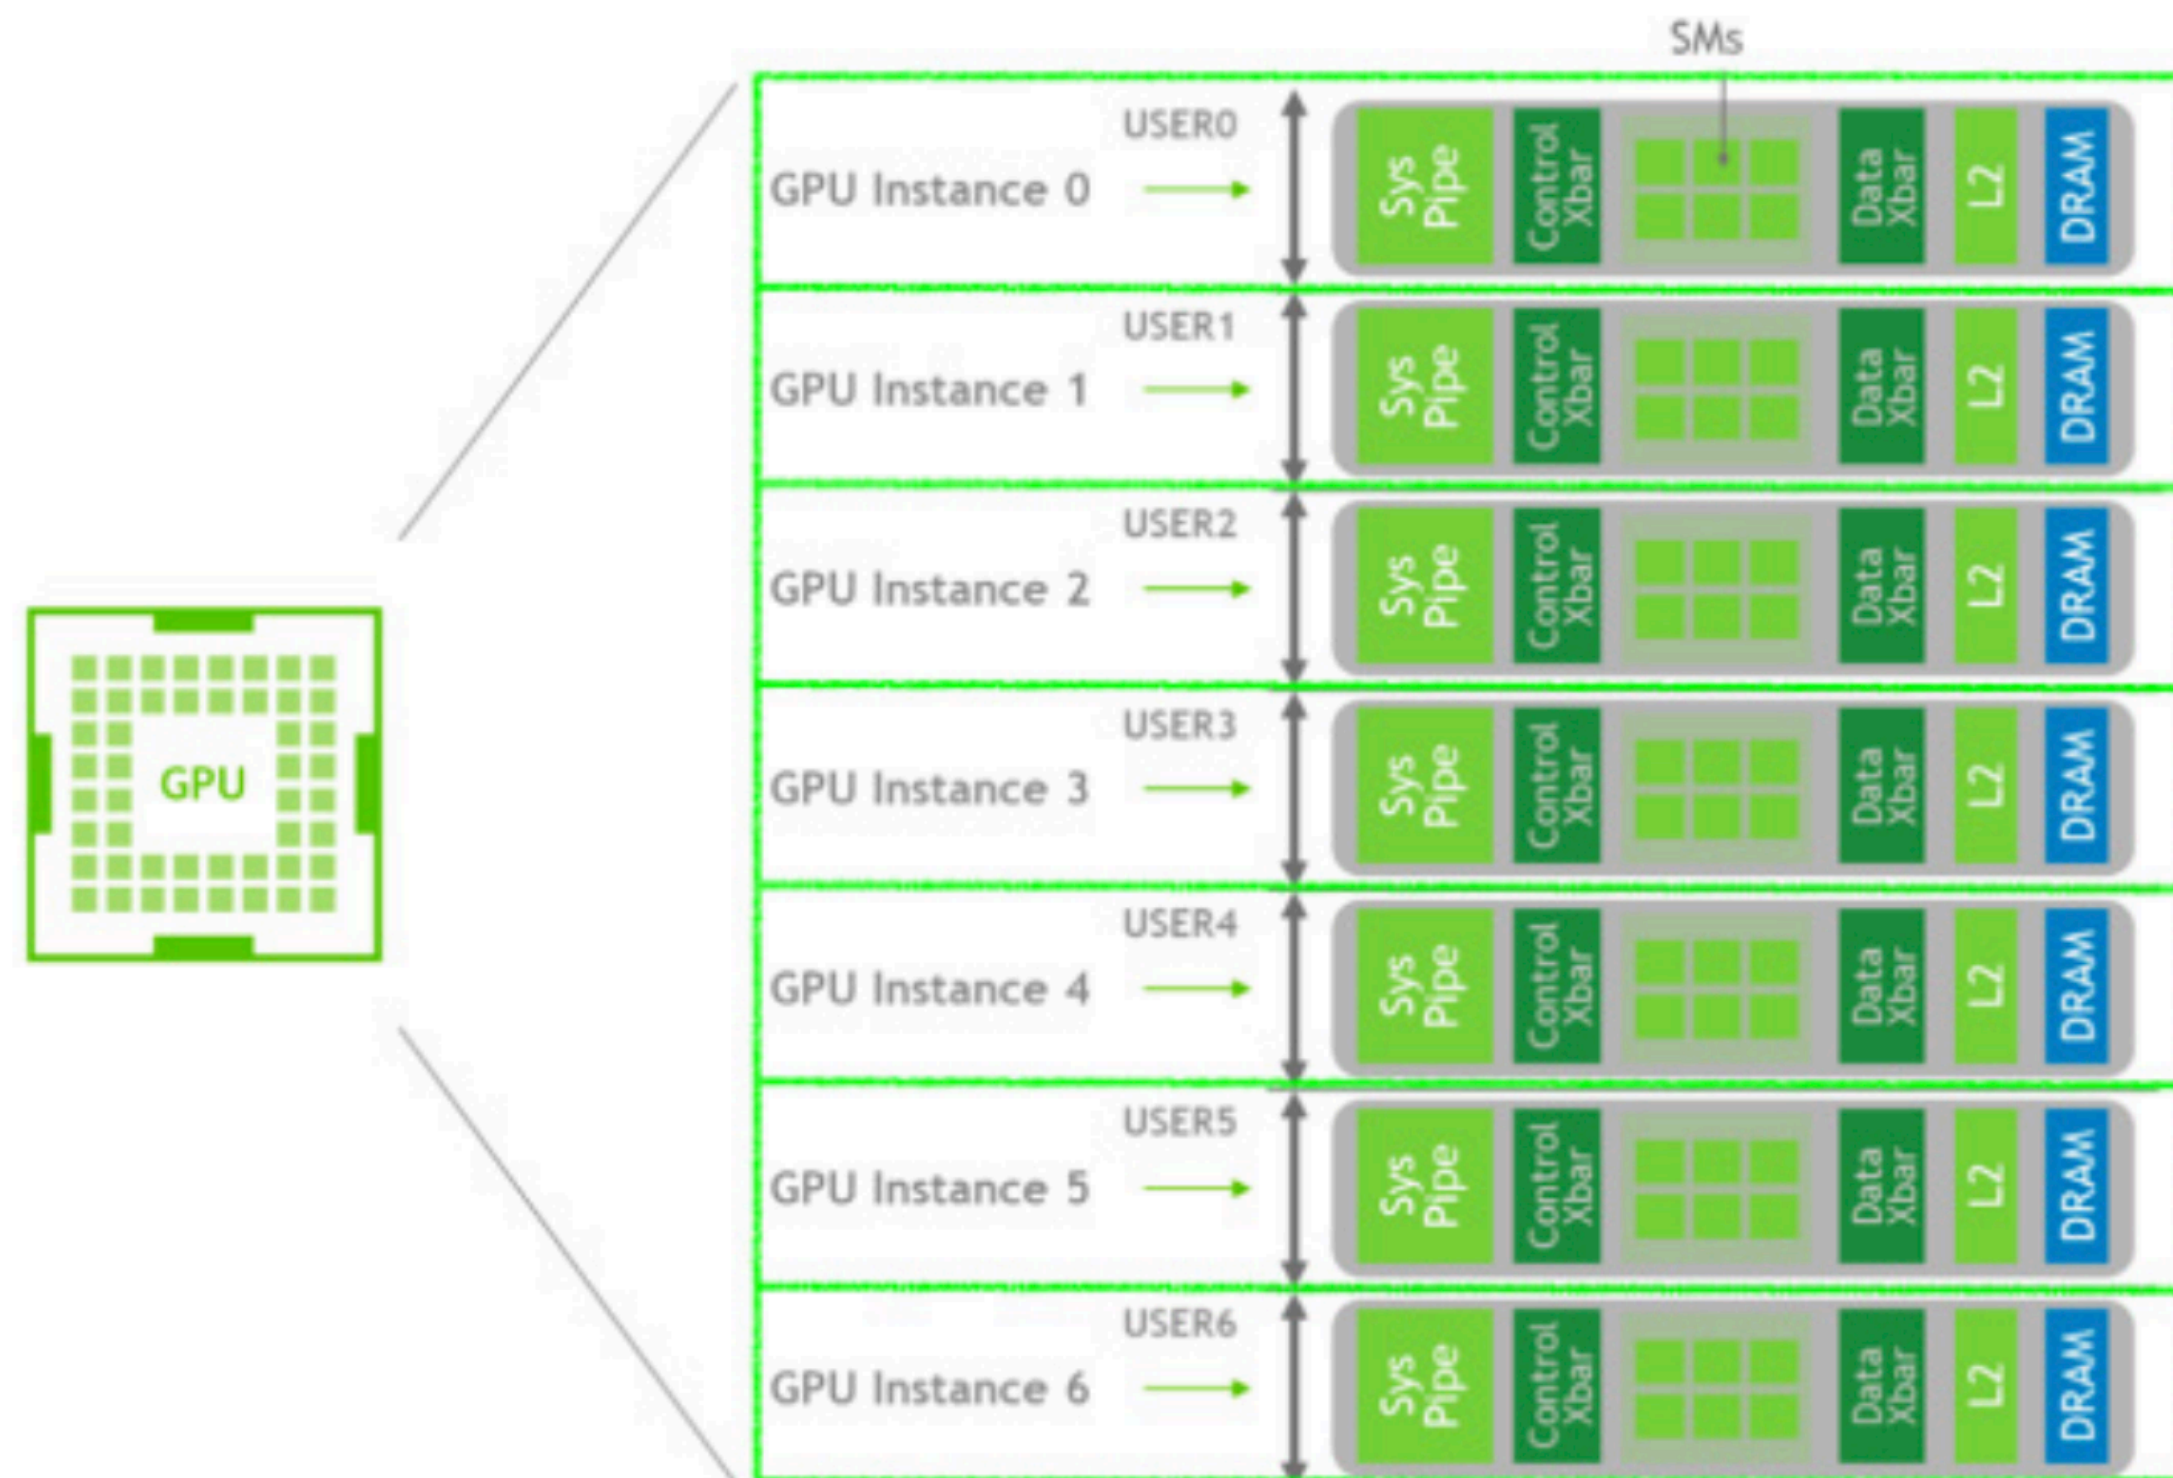 SMs
USER0
GPU Instance 0
Sys Pipe
Control Xbar
Data Xbar
L2
DRAM
USER1
GPU Instance 1
Sys Pipe
Control Xbar
Data Xbar
L2
DRAM
USER2
GPU Instance 2
Sys Pipe
Control Xbar
Data Xbar
L2
DRAM
USER3
GPU Instance 3
Sys Pipe
Control Xbar
Data Xbar
L2
DRAM
GPU
USER4
GPU Instance 4
Sys Pipe
Control Xbar
Data Xbar
L2
DRAM
USER5
GPU Instance 5
Sys Pipe
Control Xbar
Data Xbar
L2
DRAM
USER6
GPU Instance 6
Sys Pipe
Control Xbar
Data Xbar
L2
DRAM